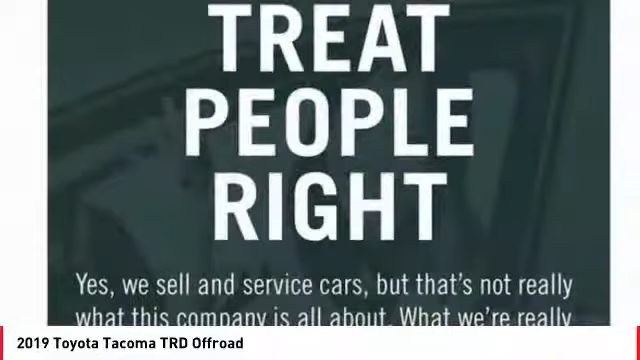 TREAT
PEOPLE
RIGHT
Yes, we sell and service cars, but that's not really
what this company is all about. What we're really
2019 Toyota Tacoma TRD Offroad